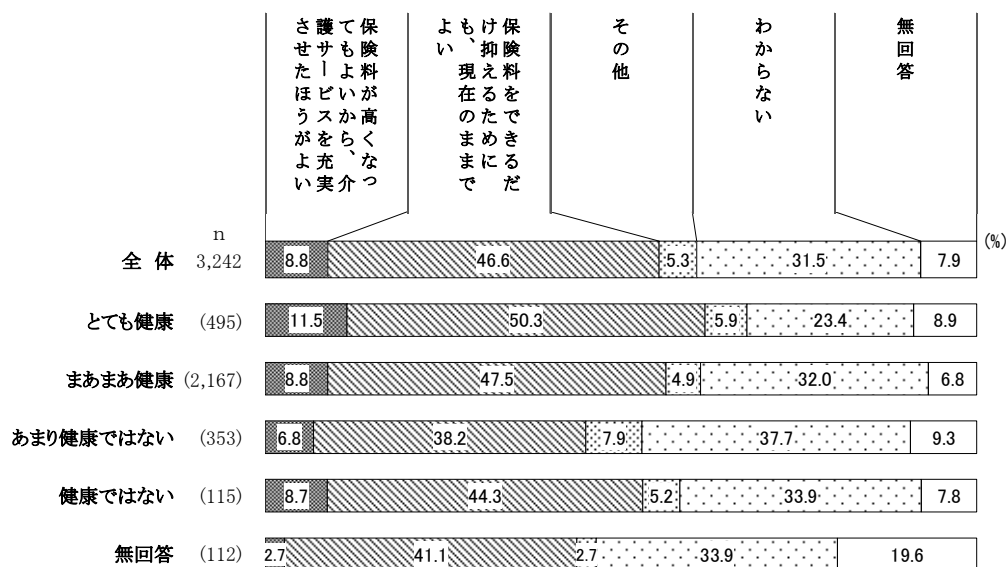 保険料が高くなっ
てもよいから、介
護サービスを充実
させたほうがよい
保険料をできるだ
け抑えるために
も、現在のままで
よい
その他
わからない
無回答
(%)
n
全 体 3,242 8.8 46.6 5.3 31.5 7.9
とても健康 (495) 11.5 50.3 5.9 23.4 8.9
まあまあ健康 (2,167) 8.8 47.5 4.9 32.0 6.8
あまり健康ではない (353) 6.8 38.2 7.9 37.7 9.3
健康ではない (115) 8.7 44.3 5.2 33.9 7.8
無回答 (112) 2.7 41.1 2.7 33.9 19.6